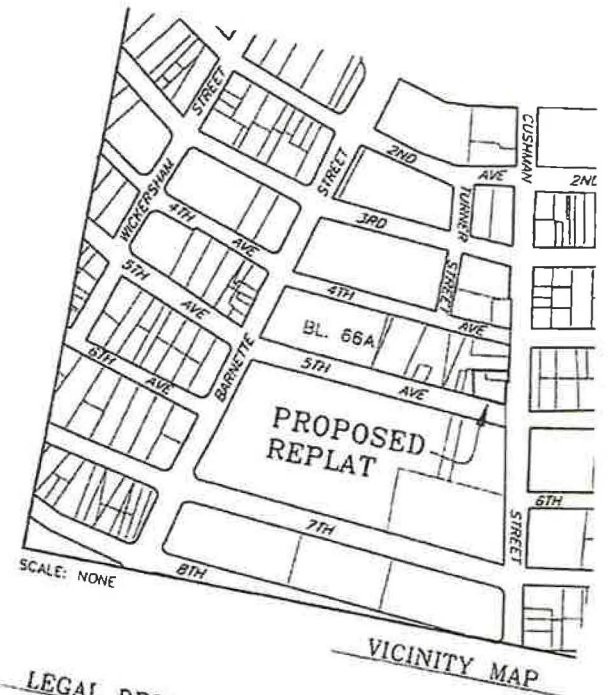 STREET
CUSHMAN
STREET
2ND
AVE
2ND
WICKERSHAM
TURNER
4TH
AVE
3RD
STREET
5TH
AVE
4TH
AVE
BL. 66A
6TH
AVE
BARNETTE
5TH
AVE
PROPOSED
REPLAT
6TH
STREET
7TH
8TH
SCALE: NONE
VICINITY MAP
LEGAL